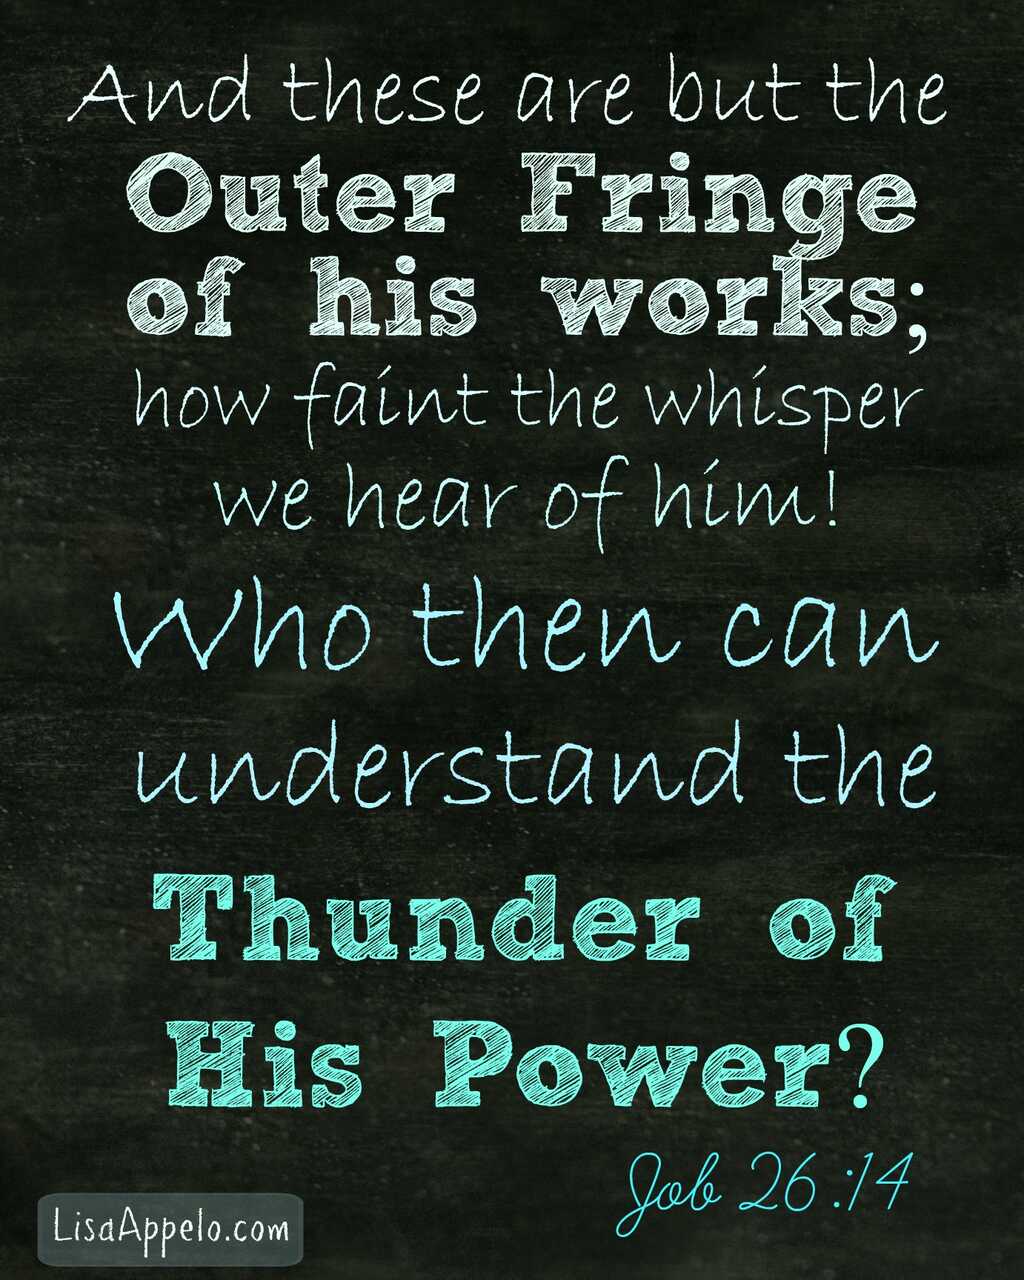 And these are but the
Outer Fringe
of his works;
how faint the whisper
we hear of him!
Who then can
understand the
Thunder of
His Power?
Job 26:14
LisaAppelo.com